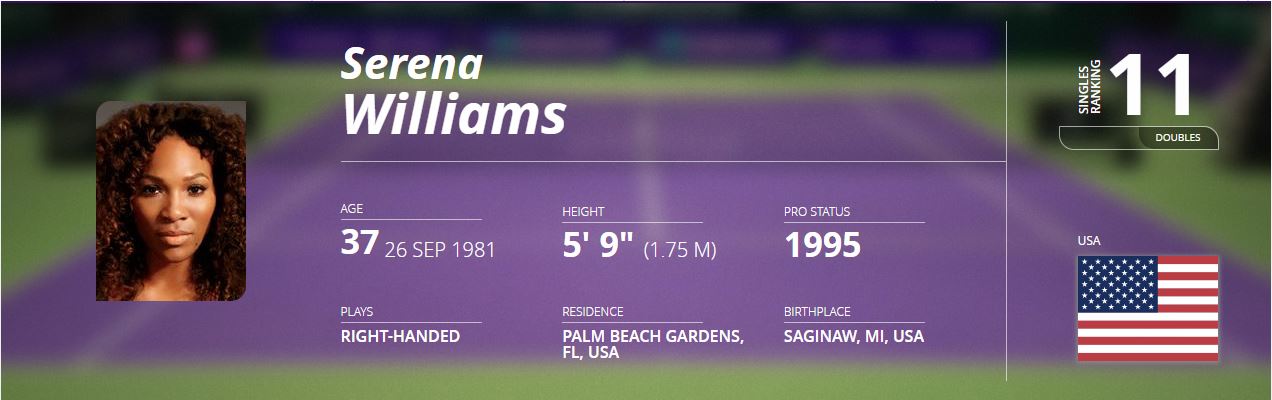 Serena
Williams
SINGLES
RANKING
11
DOUBLES
AGE
37 26 SEP 1981
HEIGHT
5' 9" (1.75 M)
PRO STATUS
1995
USA
PLAYS
RIGHT-HANDED
RESIDENCE
PALM BEACH GARDENS,
FL, USA
BIRTHPLACE
SAGINAW, MI, USA